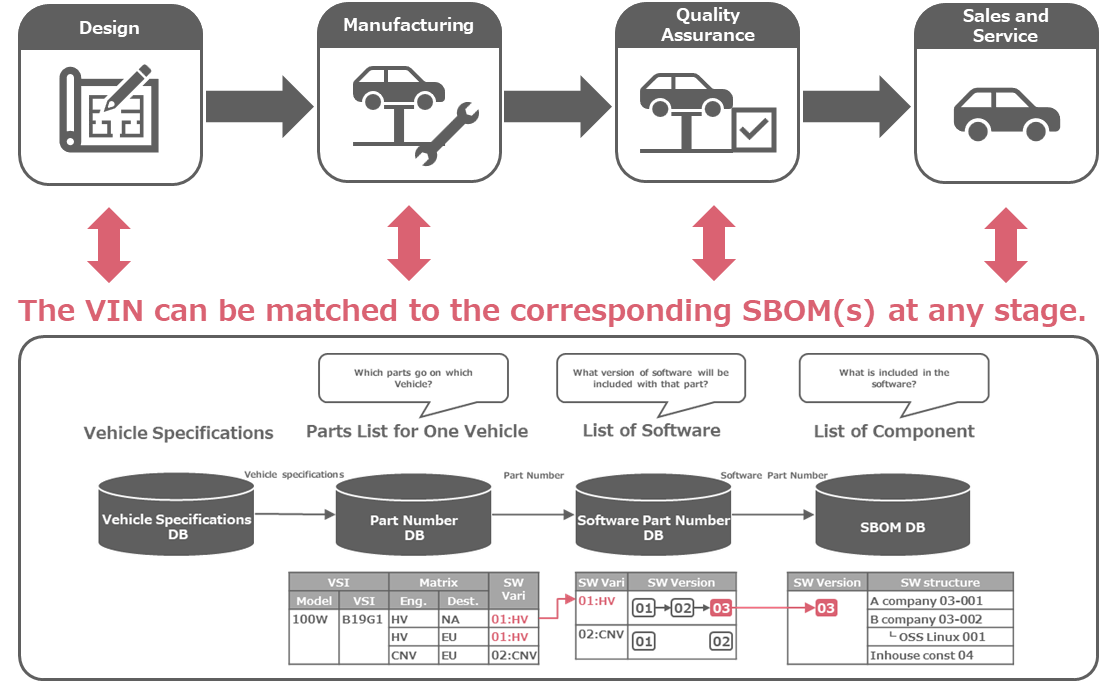 Design
Manufacturing
Quality
Assurance
Sales and
Service
The VIN can be matched to the corresponding SBOM(s) at any stage.
Which parts go on which
Vehicle?
What version of software will be
included with that part?
What is included in the
software?
Vehicle Specifications
Parts List for One Vehicle
List of Software
List of Component
Vehicle specifications
Part Number
Software Part Number
Vehicle Specifications
DB
Part Number
DB
Software Part Number
DB
SBOM DB
VSI Matrix SW Vari
Model VSI Eng. Dest.
100W B19G1 HV NA 01:HV
HV EU 01:HV
CNV EU 02:CNV
SW Vari SW Version
01:HV 01 02 03
02:CNV 01 02
SW Version SW structure
03 A company 03-001
B company 03-002
└ OSS Linux 001
Inhouse const 04